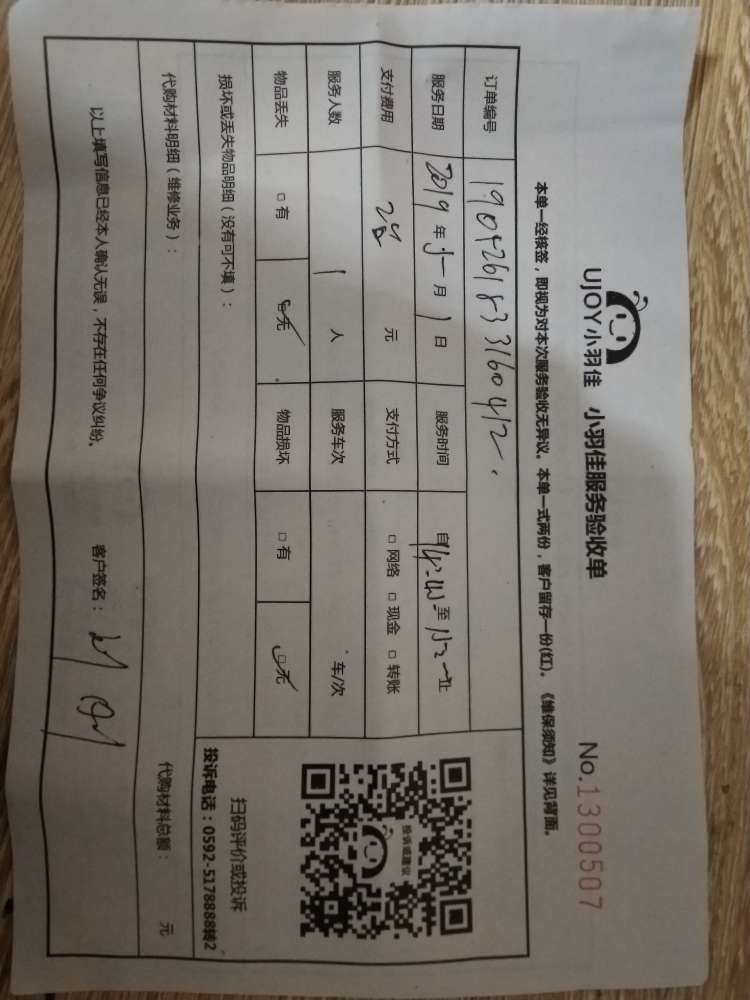 UJOY小羽佳 小羽佳服务验收单 No.1300507
本单一经核签，即视为对本次服务验收无异议。本单一式两份，客户留存一份(红)。《维保须知》详见背面。
订单编号
服务日期 2019 年 5 月 1 日 服务时间 自 至 止
支付费用 元 支付方式 □ 网络 □ 现金 □ 转账
服务人数 1 人 服务车次 车/次
物品丢失 □ 有 □ 无 物品损坏 □ 有 □ 无
损坏或丢失物品明细（没有可不填）：
代购材料明细（维修业务）： 代购材料总额： 元
以上填写信息已经本人确认无误，不存在任何争议纠纷。 客户签名：
投诉或建议
扫码评价或投诉
投诉电话：0592-5178888转2